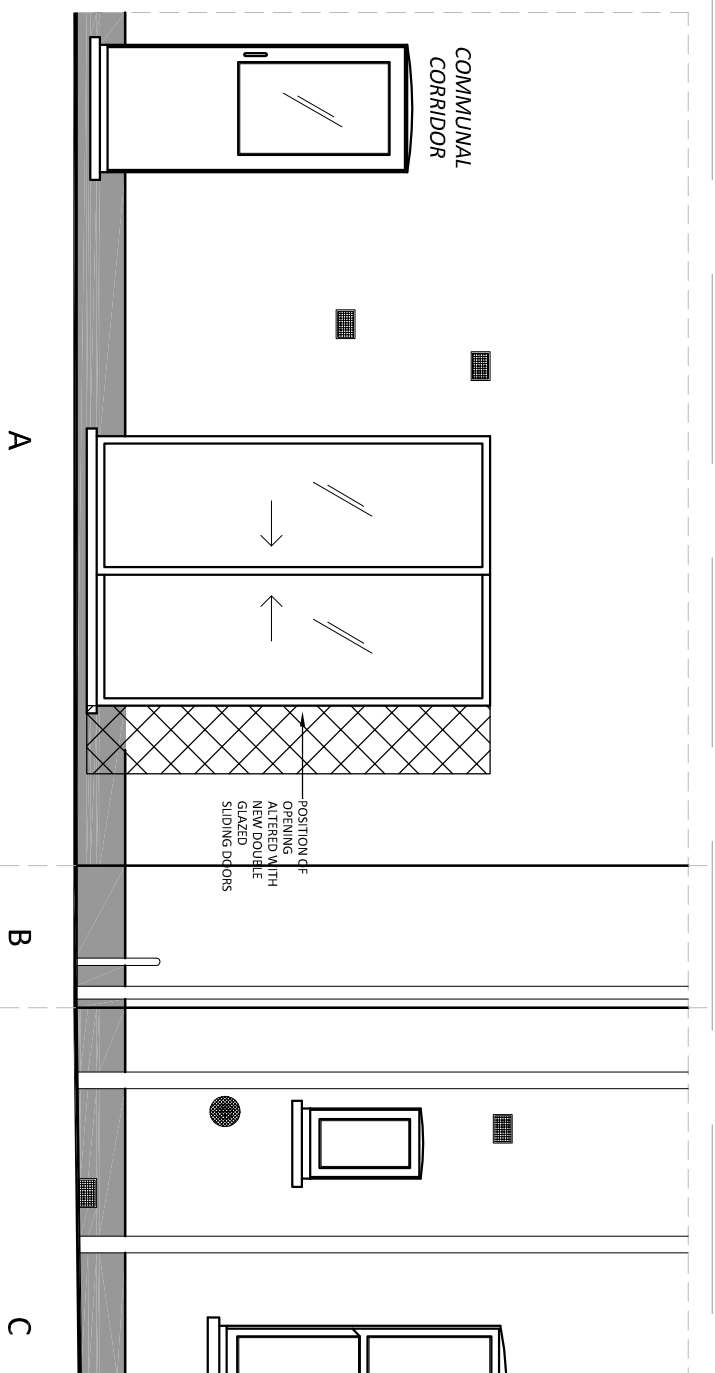 COMMUNAL
CORRIDOR
POSITION OF
OPENING
ALTERED WITH
NEW DOUBLE
GLAZED
SLIDING DOORS
A
B
C